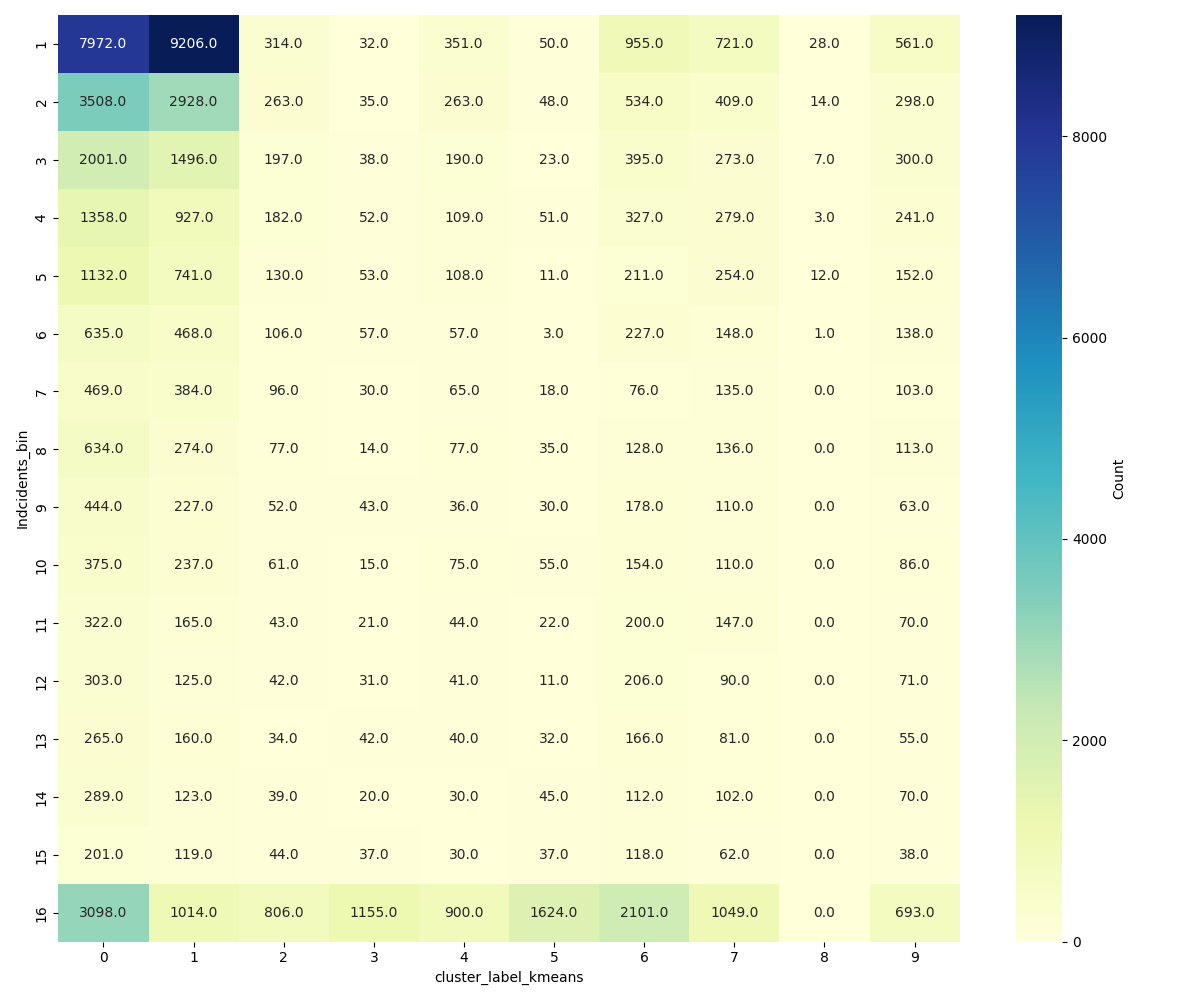 1 7972.0 9206.0 314.0 32.0 351.0 50.0 955.0 721.0 28.0 561.0
2 3508.0 2928.0 263.0 35.0 263.0 48.0 534.0 409.0 14.0 298.0
3 2001.0 1496.0 197.0 38.0 190.0 23.0 395.0 273.0 7.0 300.0
4 1358.0 927.0 182.0 52.0 109.0 51.0 327.0 279.0 3.0 241.0
5 1132.0 741.0 130.0 53.0 108.0 11.0 211.0 254.0 12.0 152.0
6 635.0 468.0 106.0 57.0 57.0 3.0 227.0 148.0 1.0 138.0
7 469.0 384.0 96.0 30.0 65.0 18.0 76.0 135.0 0.0 103.0
8 634.0 274.0 77.0 14.0 77.0 35.0 128.0 136.0 0.0 113.0
9 444.0 227.0 52.0 43.0 36.0 30.0 178.0 110.0 0.0 63.0
10 375.0 237.0 61.0 15.0 75.0 55.0 154.0 110.0 0.0 86.0
11 322.0 165.0 43.0 21.0 44.0 22.0 200.0 147.0 0.0 70.0
12 303.0 125.0 42.0 31.0 41.0 11.0 206.0 90.0 0.0 71.0
13 265.0 160.0 34.0 42.0 40.0 32.0 166.0 81.0 0.0 55.0
14 289.0 123.0 39.0 20.0 30.0 45.0 112.0 102.0 0.0 70.0
15 201.0 119.0 44.0 37.0 30.0 37.0 118.0 62.0 0.0 38.0
16 3098.0 1014.0 806.0 1155.0 900.0 1624.0 2101.0 1049.0 0.0 693.0
0 1 2 3 4 5 6 7 8 9
cluster_label_kmeans
Indcidents_bin
8000
6000
4000
2000
0
Count